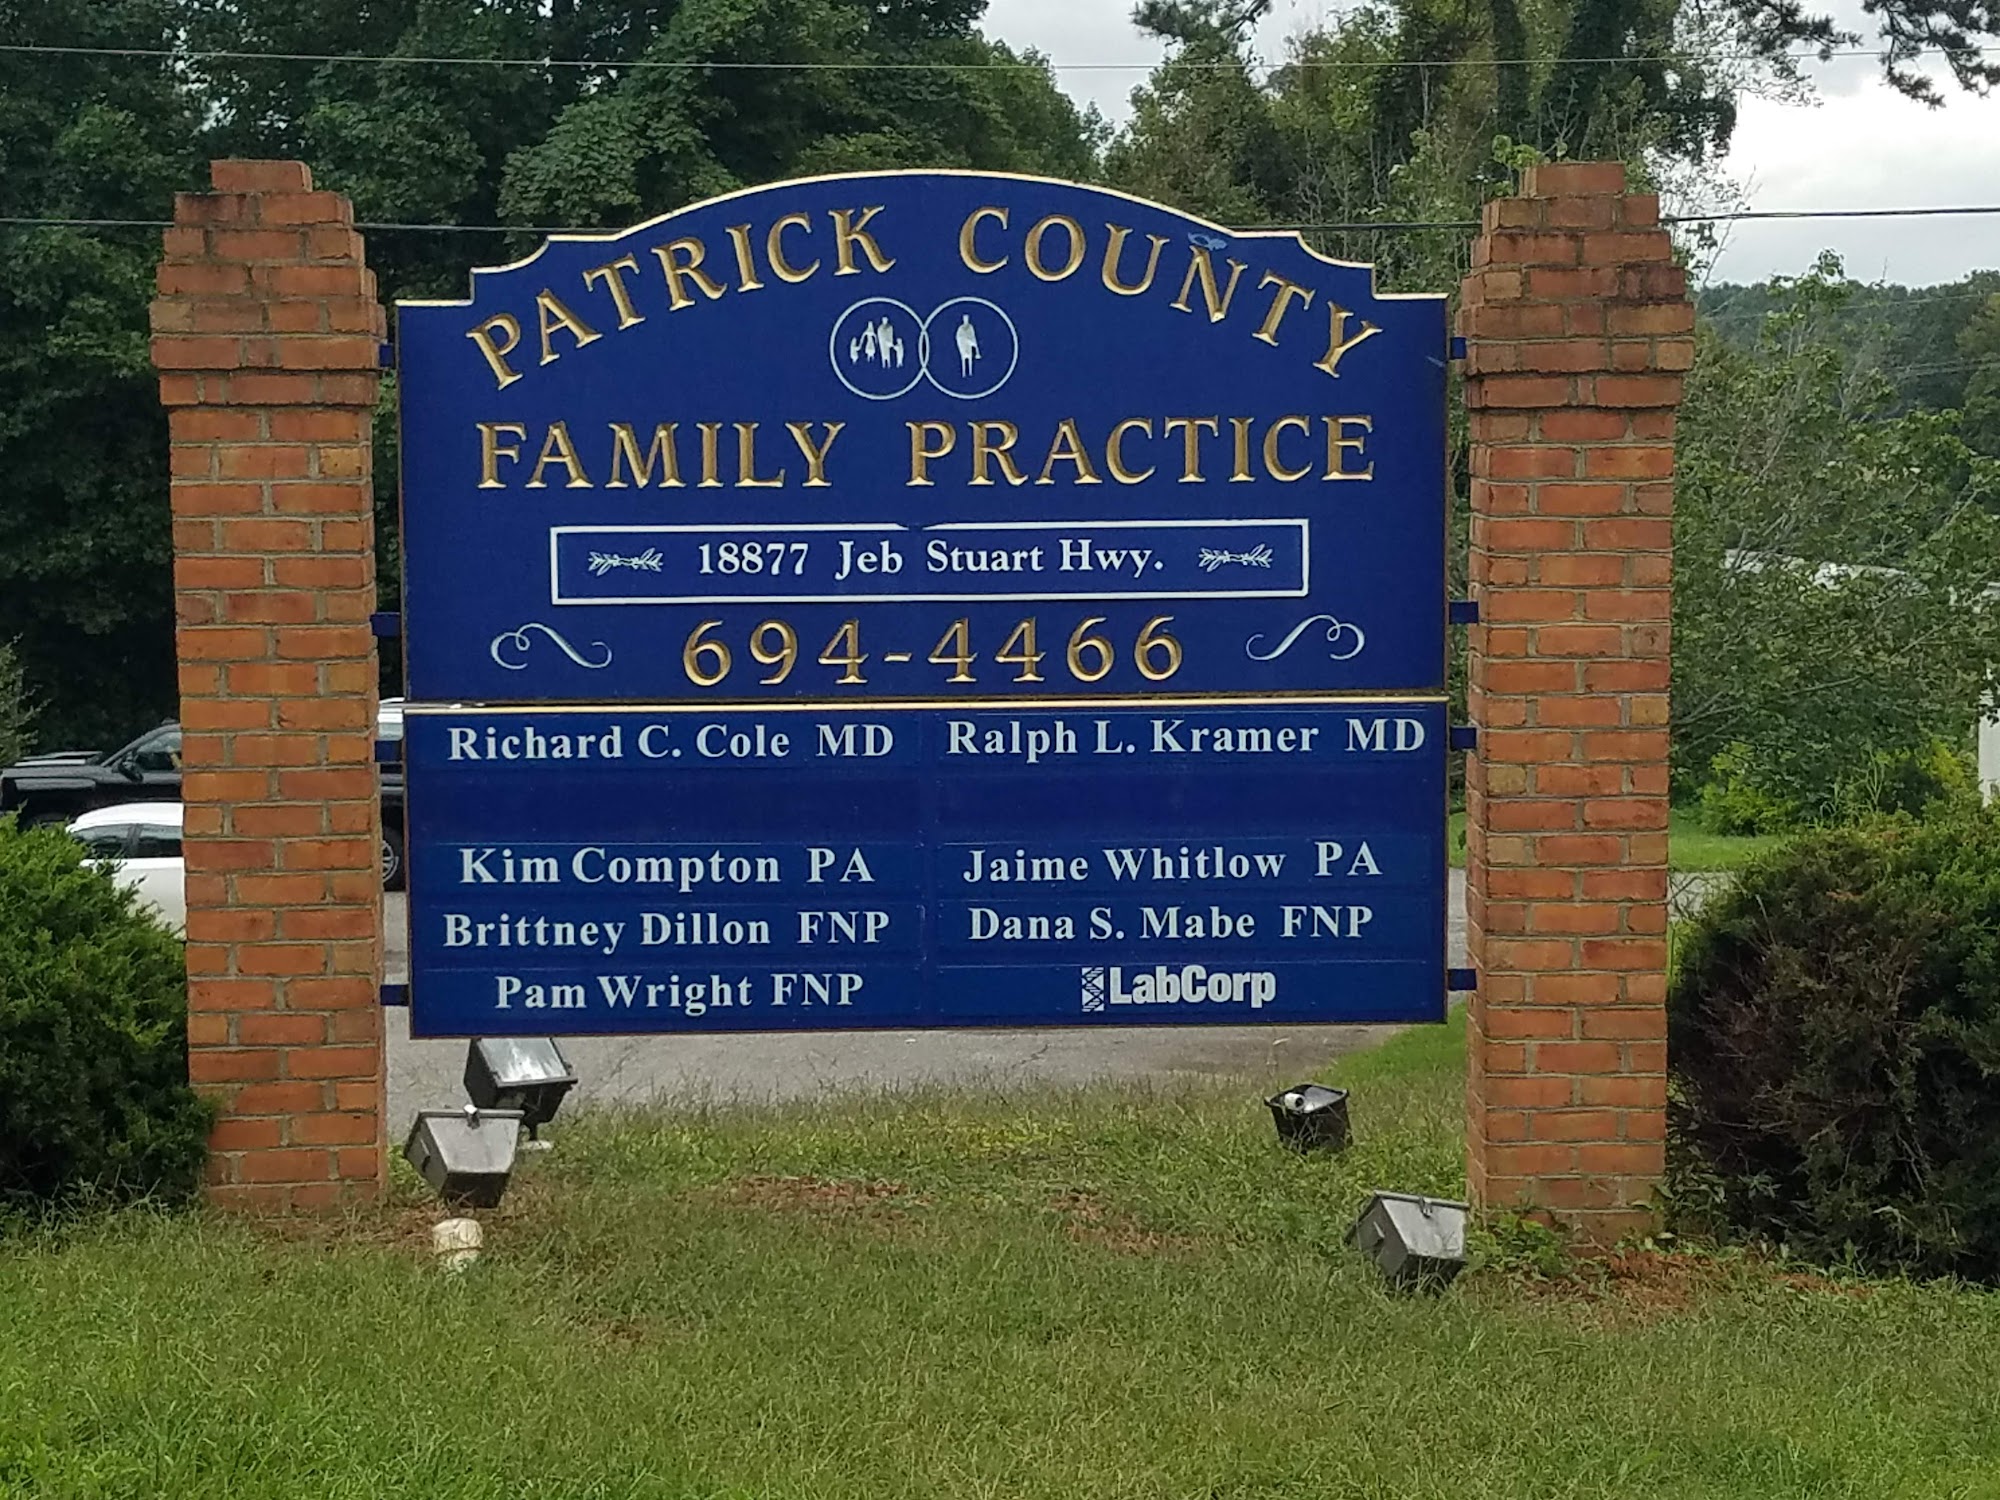 PATRICK COUNTY
FAMILY PRACTICE
18877 Jeb Stuart Hwy.
694-4466
Richard C. Cole MD
Ralph L. Kramer MD
Kim Compton PA
Jaime Whitlow PA
Brittney Dillon FNP
Dana S. Mabe FNP
Pam Wright FNP
LabCorp